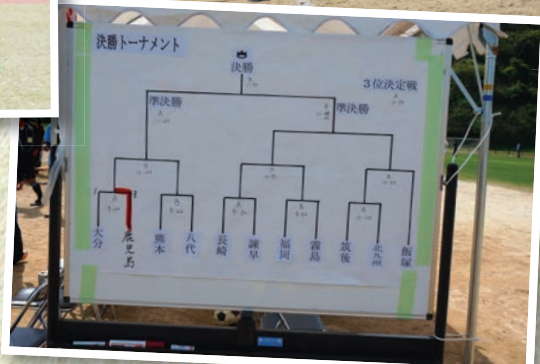 決勝トーナメント
決勝
3位決定戦
準決勝
準決勝
大分
鹿児島
熊本
八代
長崎
諫早
福岡
霧島
筑後
北九州
飯塚